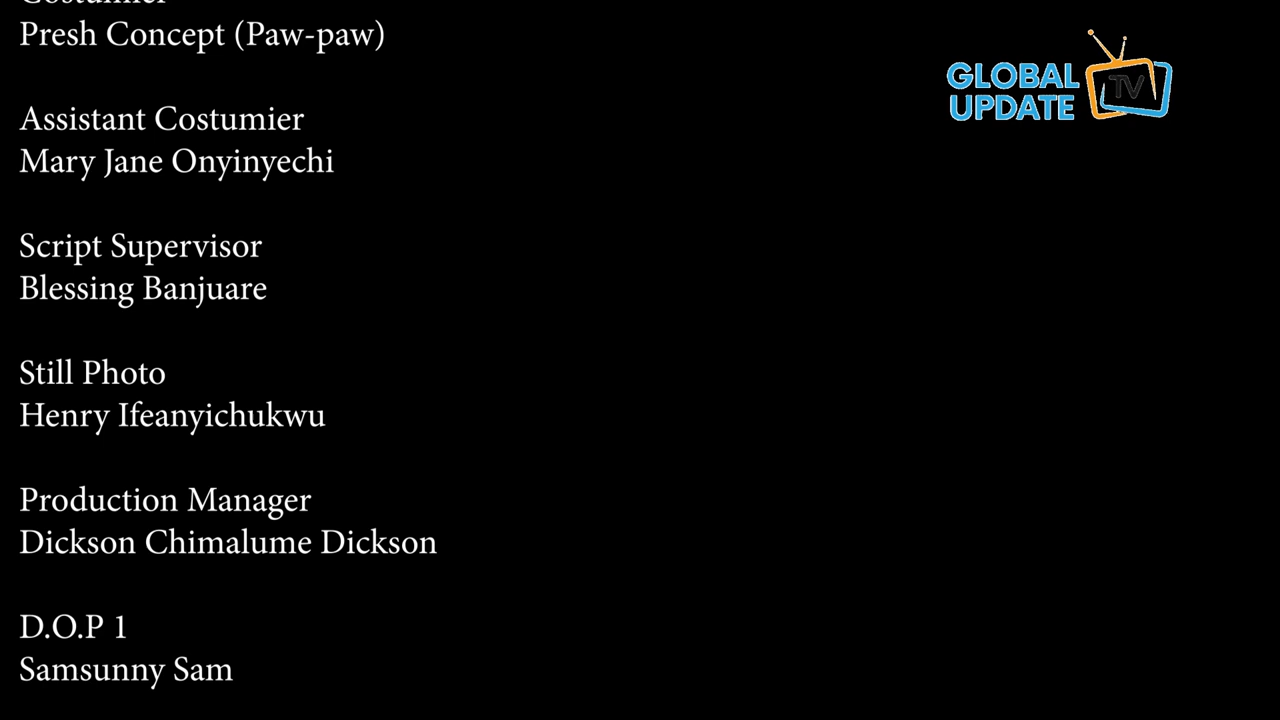 Costumier
Presh Concept (Paw-paw)
Assistant Costumier
Mary Jane Onyinyechi
Script Supervisor
Blessing Banjuare
Still Photo
Henry Ifeanyichukwu
Production Manager
Dickson Chimalume Dickson
D.O.P 1
Samsunny Sam
GLOBAL
UPDATE
TV